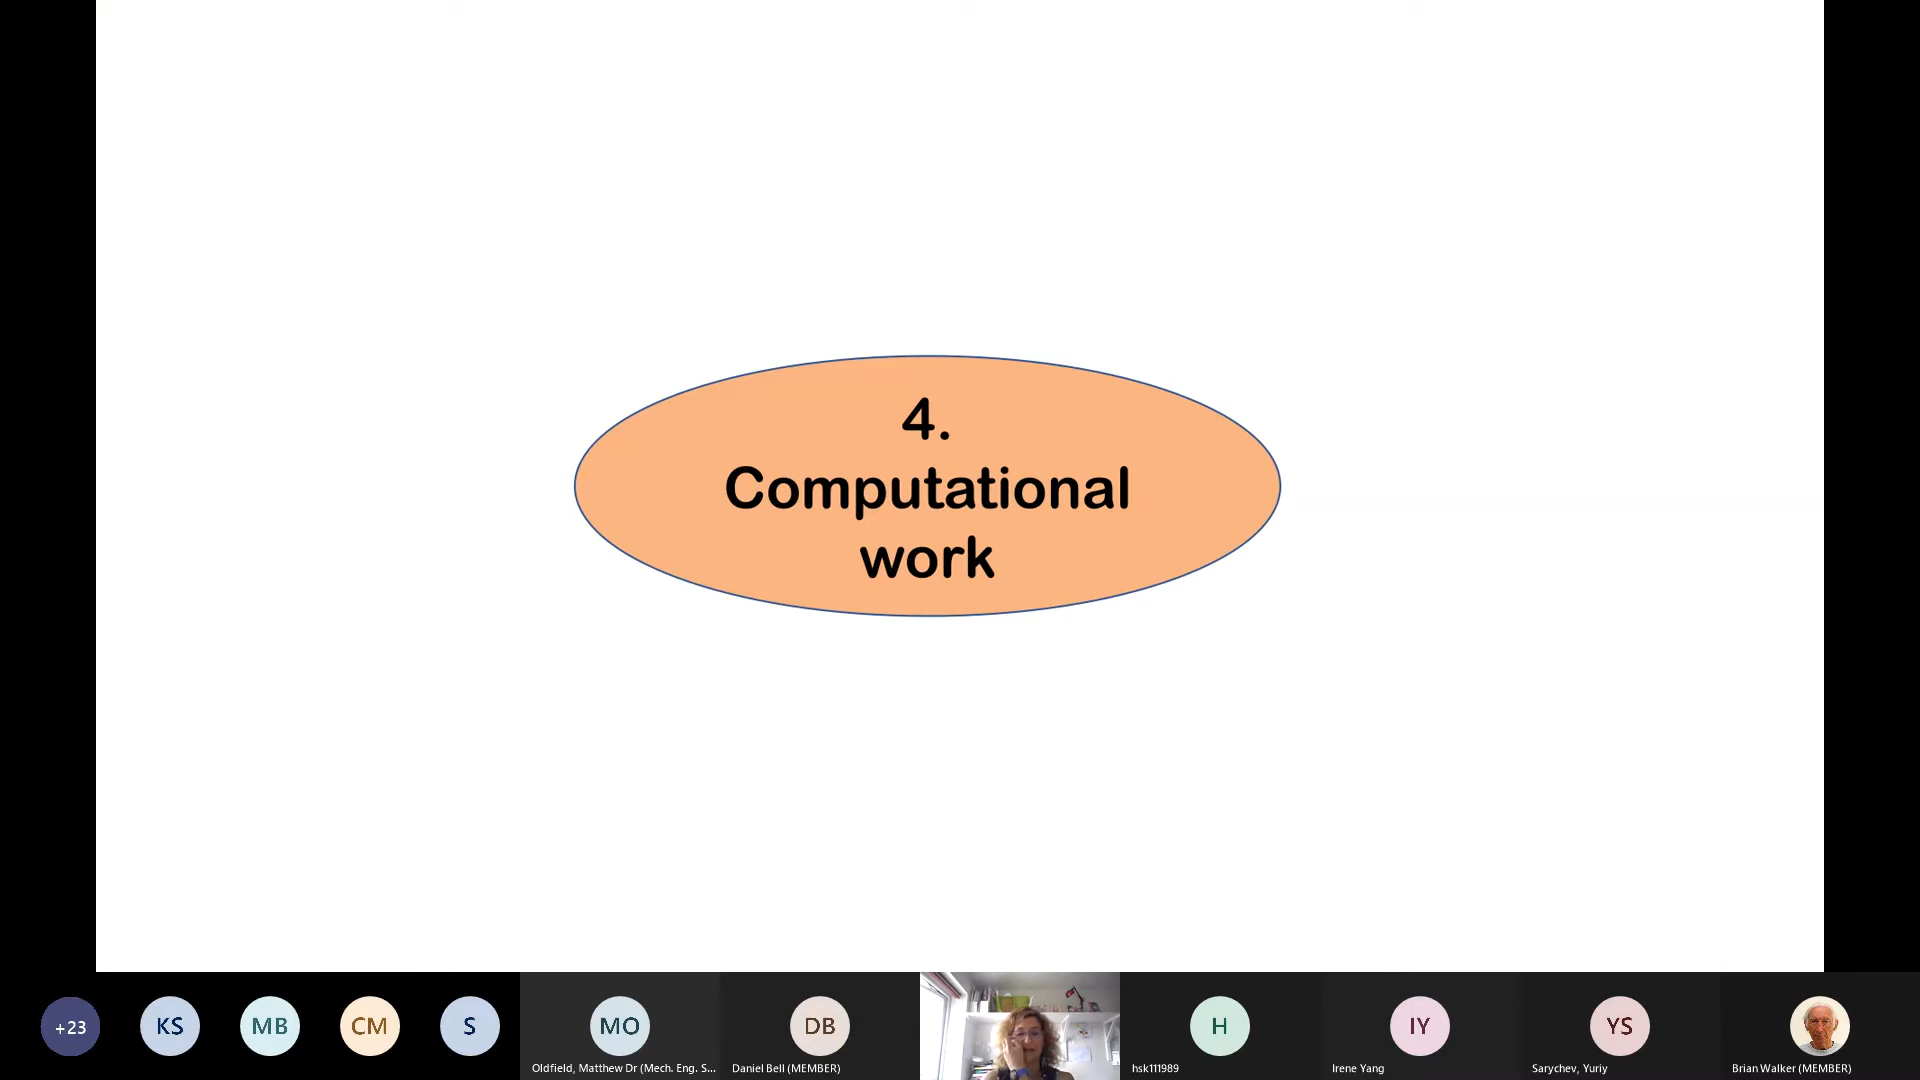 4.
Computational
work
+23
KS
MB
CM
S
MO
DB
H
IY
YS
Oldfield, Matthew Dr (Mech. Eng. S...
Daniel Bell (MEMBER)
hsk111989
Irene Yang
Sarychev, Yuriy
Brian Walker (MEMBER)